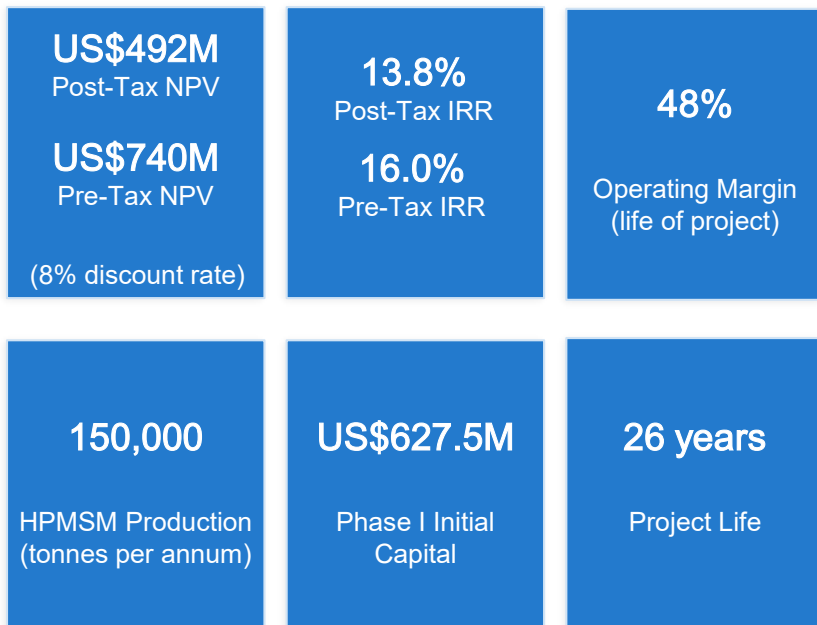 US$492M
Post-Tax NPV
US$740M
Pre-Tax NPV
(8% discount rate)
13.8%
Post-Tax IRR
16.0%
Pre-Tax IRR
48%
Operating Margin
(life of project)
150,000
HPMSM Production
(tonnes per annum)
US$627.5M
Phase I Initial
Capital
26 years
Project Life